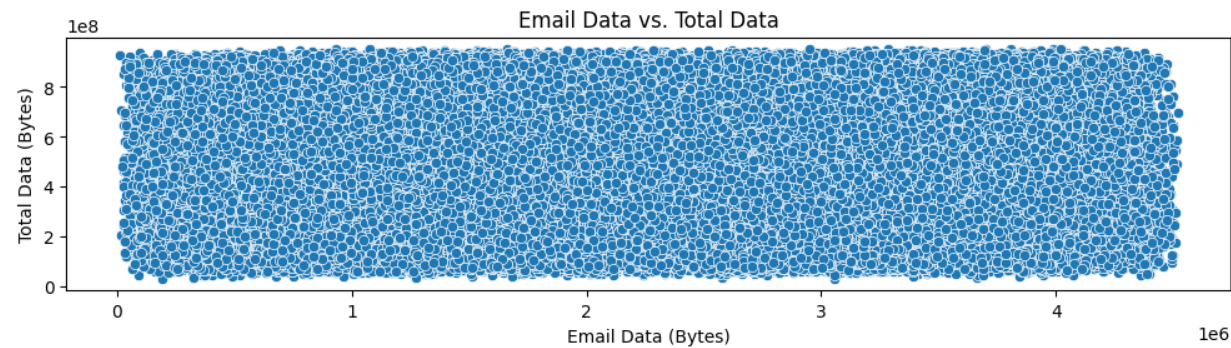 Email Data vs. Total Data
1e8
8
6
4
2
0
Total Data (Bytes)
0 1 2 3 4
1e6
Email Data (Bytes)